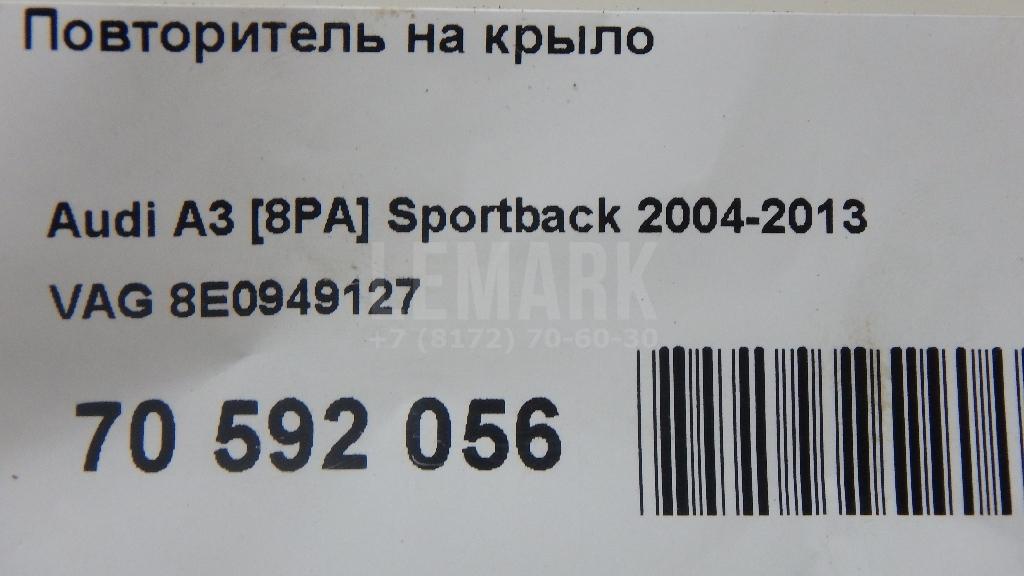 Повторитель на крыло
Audi A3 [8PA] Sportback 2004-2013
VAG 8E0949127
LEMARK
+7 (8172) 70-60-30
70 592 056